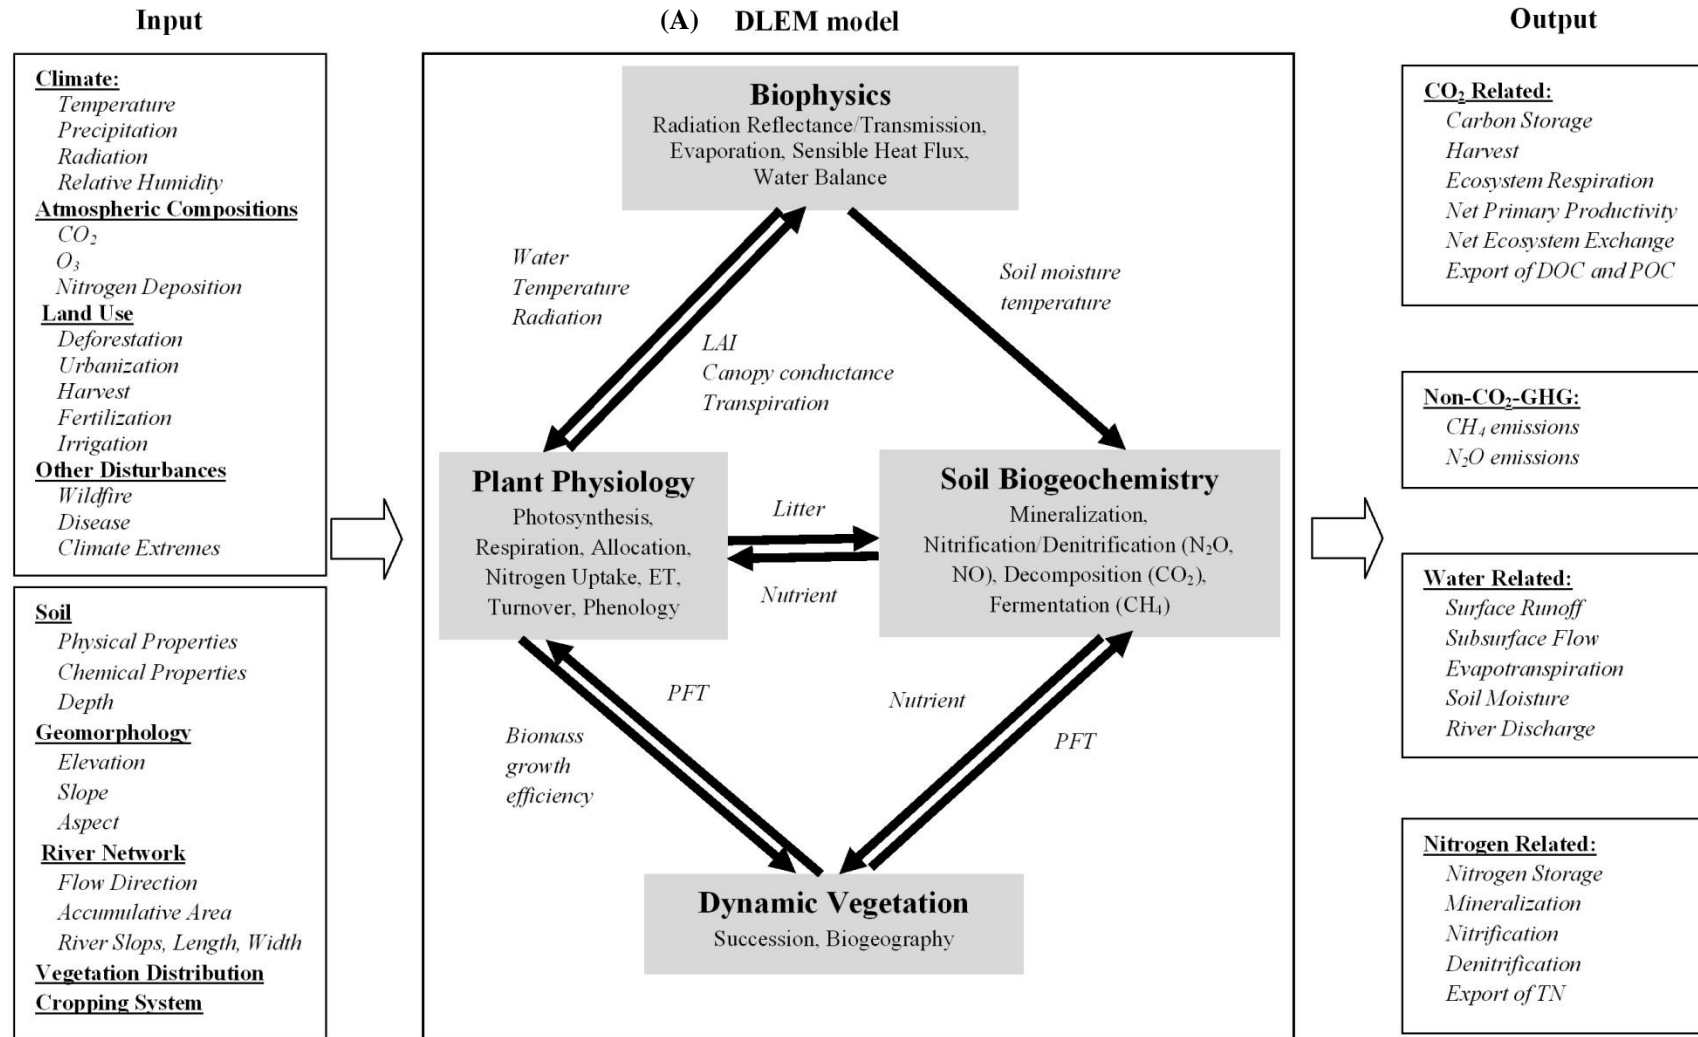 Input
Climate:
Temperature
Precipitation
Radiation
Relative Humidity
Atmospheric Compositions
CO₂
O₃
Nitrogen Deposition
Land Use
Deforestation
Urbanization
Harvest
Fertilization
Irrigation
Other Disturbances
Wildfire
Disease
Climate Extremes
Soil
Physical Properties
Chemical Properties
Depth
Geomorphology
Elevation
Slope
Aspect
River Network
Flow Direction
Accumulative Area
River Slops, Length, Width
Vegetation Distribution
Cropping System
(A) DLEM model
Biophysics
Radiation Reflectance/Transmission,
Evaporation, Sensible Heat Flux,
Water Balance
Water
Temperature
Radiation
LAI
Canopy conductance
Transpiration
Soil moisture
temperature
Plant Physiology
Photosynthesis,
Respiration, Allocation,
Nitrogen Uptake, ET,
Turnover, Phenology
Litter
Nutrient
Soil Biogeochemistry
Mineralization,
Nitrification/Denitrification (N₂O,
NO), Decomposition (CO₂),
Fermentation (CH₄)
PFT
Biomass
growth
efficiency
Nutrient
PFT
Dynamic Vegetation
Succession, Biogeography
Output
CO₂ Related:
Carbon Storage
Harvest
Ecosystem Respiration
Net Primary Productivity
Net Ecosystem Exchange
Export of DOC and POC
Non-CO₂-GHG:
CH₄ emissions
N₂O emissions
Water Related:
Surface Runoff
Subsurface Flow
Evapotranspiration
Soil Moisture
River Discharge
Nitrogen Related:
Nitrogen Storage
Mineralization
Nitrification
Denitrification
Export of TN